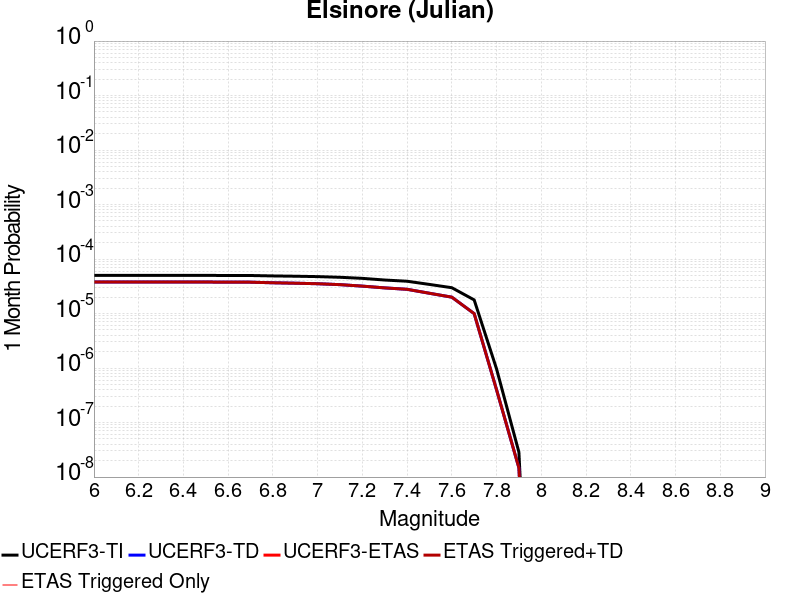 Elsinore (Julian)
10^0
10^-1
10^-2
10^-3
10^-4
10^-5
10^-6
10^-7
10^-8
1 Month Probability
6 6.2 6.4 6.6 6.8 7 7.2 7.4 7.6 7.8 8 8.2 8.4 8.6 8.8 9
Magnitude
UCERF3-TI UCERF3-TD UCERF3-ETAS ETAS Triggered+TD
ETAS Triggered Only